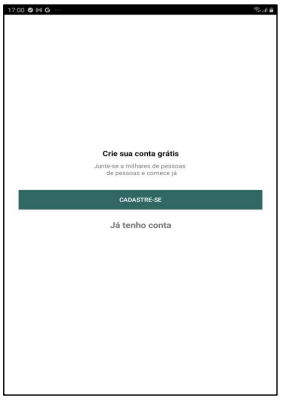 17:00 G ...
Crie sua conta grátis
Junte-se a milhares de pessoas
de pessoas e comece já
CADASTRE-SE
Já tenho conta